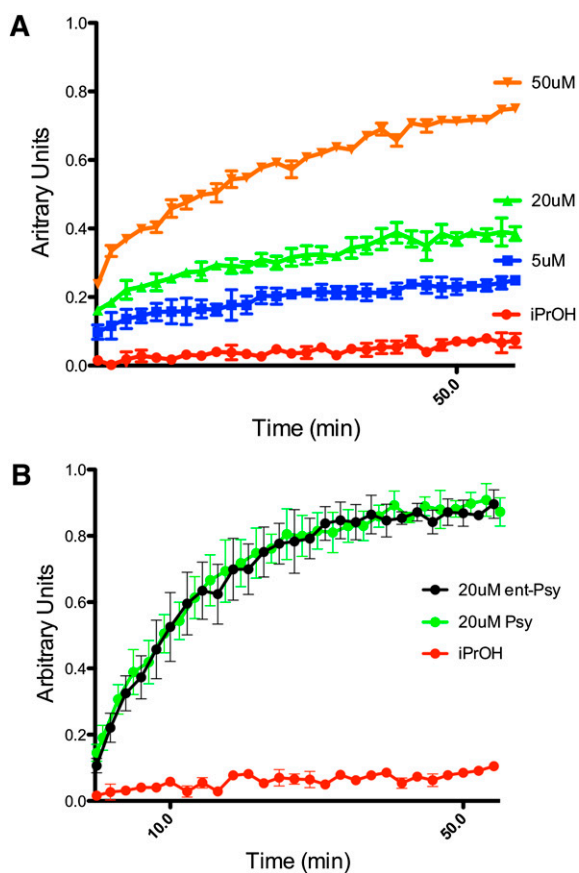 A
1.0
0.8
0.6
0.4
0.2
0.0
Aritrary Units
50uM
20uM
5uM
iPrOH
50.0
Time (min)
B
1.0
0.8
0.6
0.4
0.2
0.0
Arbitrary Units
20uM ent-Psy
20uM Psy
iPrOH
10.0
50.0
Time (min)